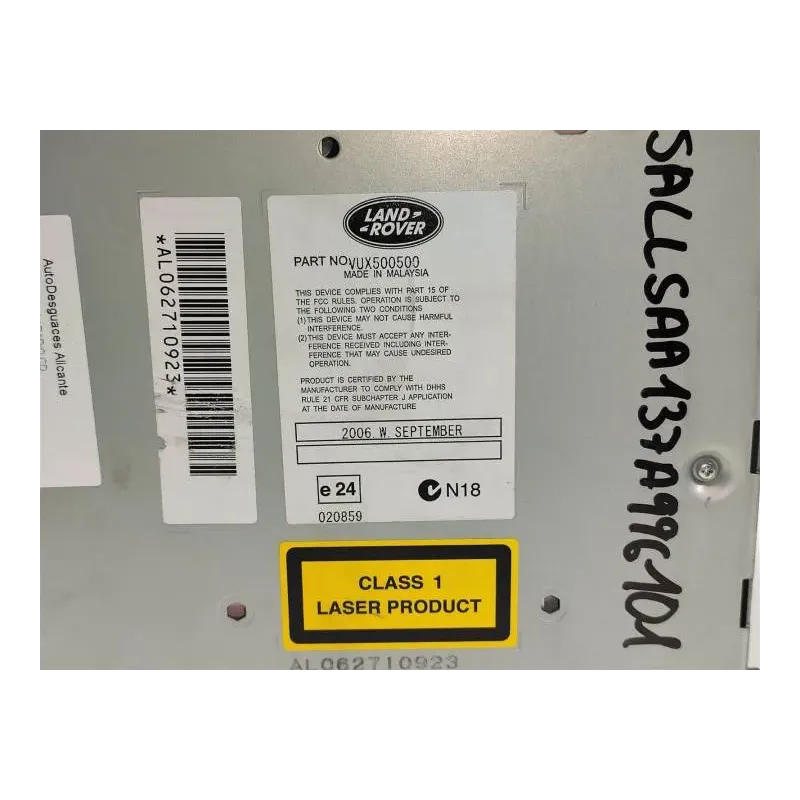 AutoDesguaces Alicante
*AL062710923*
LAND-
-ROVER
PART NO VUX500500
MADE IN MALAYSIA
THIS DEVICE COMPLIES WITH PART 15 OF
THE FCC RULES. OPERATION IS SUBJECT TO
THE FOLLOWING TWO CONDITIONS
(1)THIS DEVICE MAY NOT CAUSE HARMFUL
INTERFERENCE.
(2)THIS DEVICE MUST ACCEPT ANY INTER-
FERENCE RECEIVED INCLUDING INTER-
FERENCE THAT MAY CAUSE UNDESIRED
OPERATION.
PRODUCT IS CERTIFIED BY THE
MANUFACTURER TO COMPLY WITH DHHS
RULE 21 CFR SUBCHAPTER J APPLICATION
AT THE DATE OF MANUFACTURE
2006. W. SEPTEMBER
e 24
N18
020859
CLASS 1
LASER PRODUCT
AL062710923
SALLSAA137A996101